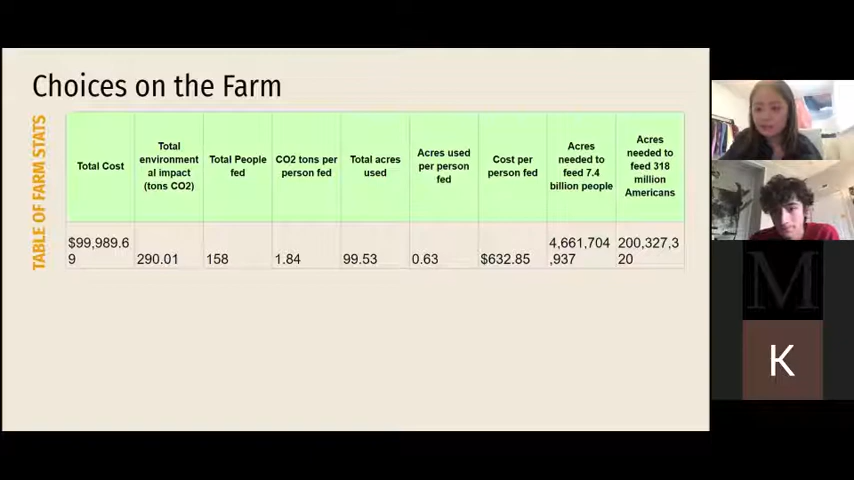 Choices on the Farm
TABLE OF FARM STATS
Total Cost
Total
environment
al impact
(tons CO2)
Total People
fed
CO2 tons per
person fed
Total acres
used
Acres used
per person
fed
Cost per
person fed
Acres
needed to
feed 7.4
billion people
Acres
needed to
feed 318
million
Americans
$99,989.6
9
290.01
158
1.84
99.53
0.63
$632.85
4,661,704
,937
200,327,3
20
M
K